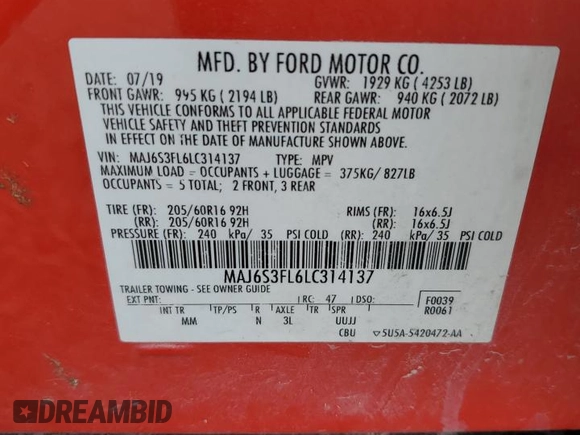 MFD. BY FORD MOTOR CO.
DATE: 07/19 GVWR: 1929 KG ( 4253 LB)
FRONT GAWR: 995 KG ( 2194 LB) REAR GAWR: 940 KG ( 2072 LB)
THIS VEHICLE CONFORMS TO ALL APPLICABLE FEDERAL MOTOR
VEHICLE SAFETY AND THEFT PREVENTION STANDARDS
IN EFFECT ON THE DATE OF MANUFACTURE SHOWN ABOVE.
VIN: MAJ6S3FL6LC314137 TYPE: MPV
MAXIMUM LOAD = OCCUPANTS + LUGGAGE = 375KG/ 827LB
OCCUPANTS = 5 TOTAL; 2 FRONT, 3 REAR
TIRE (FR): 205/60R16 92H RIMS (FR): 16x6.5J
(RR): 205/60R16 92H (RR): 16x6.5J
PRESSURE (FR): 240 kPa/ 35 PSI COLD (RR): 240 kPa/ 35 PSI COLD
MAJ6S3FL6LC314137
TRAILER TOWING - SEE OWNER GUIDE
EXT PNT: RC: 47 DSO: F0039
INT TR TP/PS R AXLE TR SPR R0061
MM N 3L UUJJ
CBU 5U5A-5420472-AA
DREAMBID